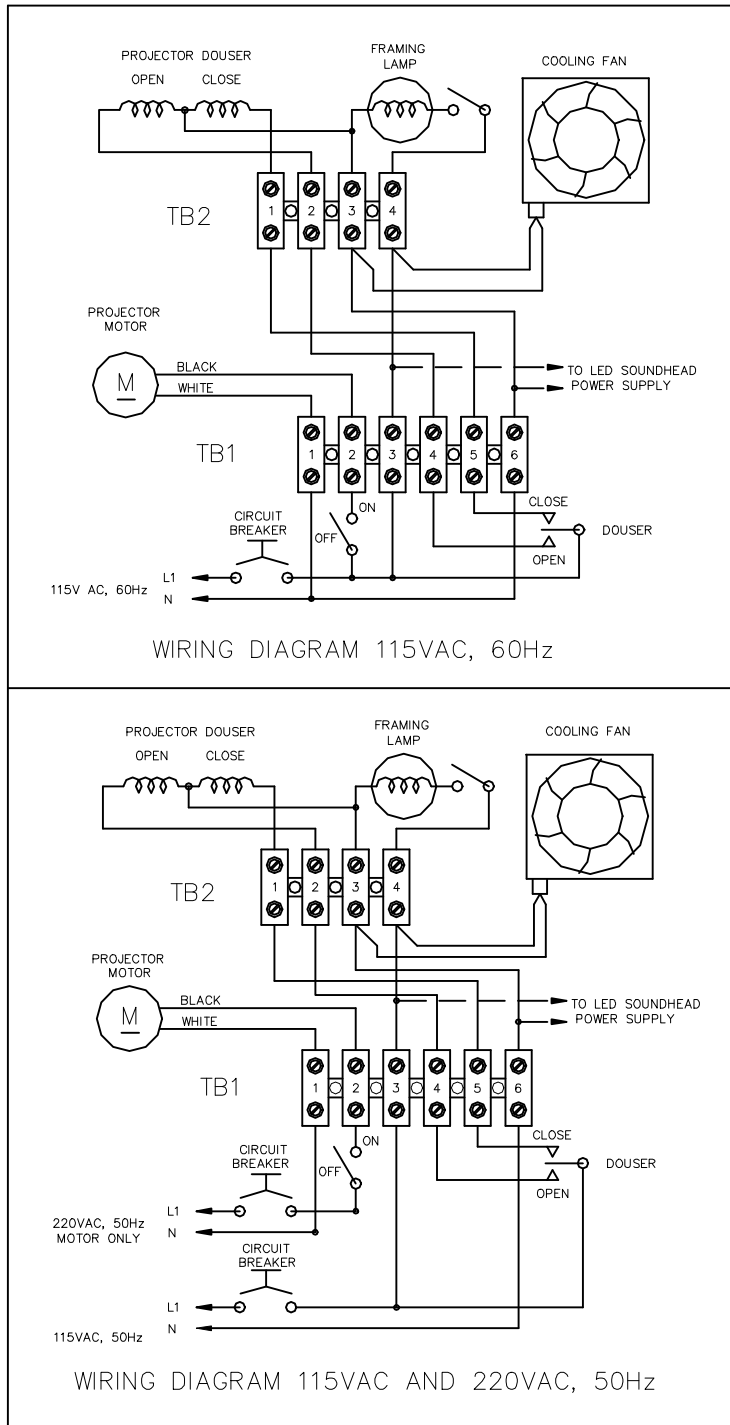 PROJECTOR DOUSER
OPEN CLOSE
FRAMING
LAMP
COOLING FAN
1 2 3 4
TB2
PROJECTOR
MOTOR
M
BLACK
WHITE
TO LED SOUNDHEAD
POWER SUPPLY
TB1
1 2 3 4 5 6
ON
OFF
CLOSE
DOUSER
OPEN
CIRCUIT
BREAKER
L1
115V AC, 60Hz
N
WIRING DIAGRAM 115VAC, 60Hz
PROJECTOR DOUSER
OPEN CLOSE
FRAMING
LAMP
COOLING FAN
1 2 3 4
TB2
PROJECTOR
MOTOR
M
BLACK
WHITE
TO LED SOUNDHEAD
POWER SUPPLY
TB1
1 2 3 4 5 6
ON
OFF
CLOSE
DOUSER
OPEN
CIRCUIT
BREAKER
L1
220VAC, 50Hz
MOTOR ONLY
N
CIRCUIT
BREAKER
L1
N
115VAC, 50Hz
WIRING DIAGRAM 115VAC AND 220VAC, 50Hz